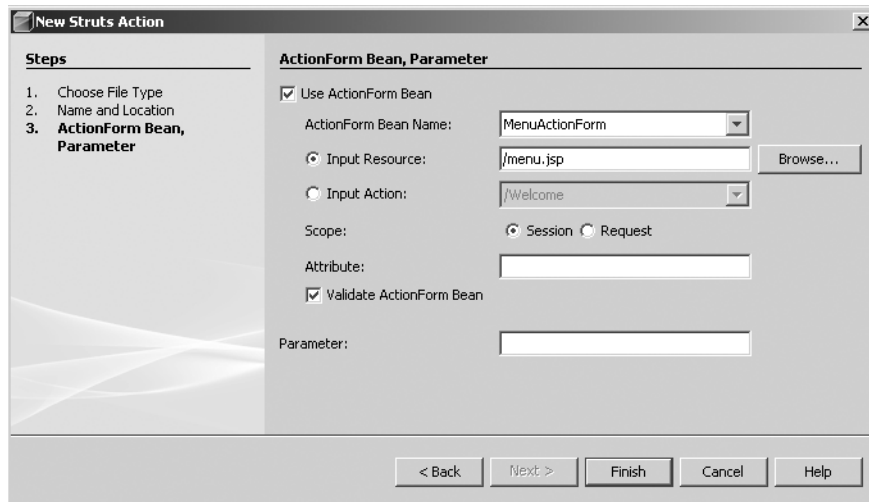 New Struts Action
Steps
1. Choose File Type
2. Name and Location
3. ActionForm Bean,
Parameter
ActionForm Bean, Parameter
Use ActionForm Bean
ActionForm Bean Name: MenuActionForm
Input Resource: /menu.jsp Browse...
Input Action: /Welcome
Scope: Session Request
Attribute:
Validate ActionForm Bean
Parameter:
< Back Next > Finish Cancel Help